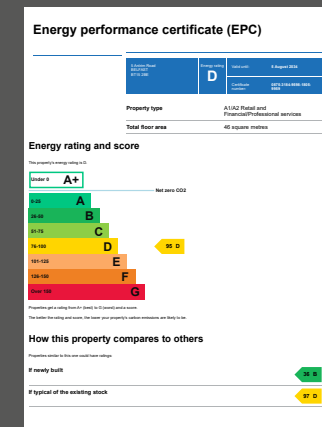 Energy performance certificate (EPC)
Energy rating
D
Valid until:
Certificate number:
Property type
A1/A2 Retail and
Financial/Professional services
Total floor area
46 square metres
Energy rating and score
This property's energy rating is D.
Under 0 A+
Net zero CO2
0-25 A
26-50 B
51-75 C
76-100 D
95 D
101-125 E
126-150 F
Over 150 G
Properties get a rating from A+ (best) to G (worst) and a score.
The better the rating and score, the lower your property's carbon emissions are likely to be.
How this property compares to others
Properties similar to this one could have ratings:
If newly built
36 B
If typical of the existing stock
97 D